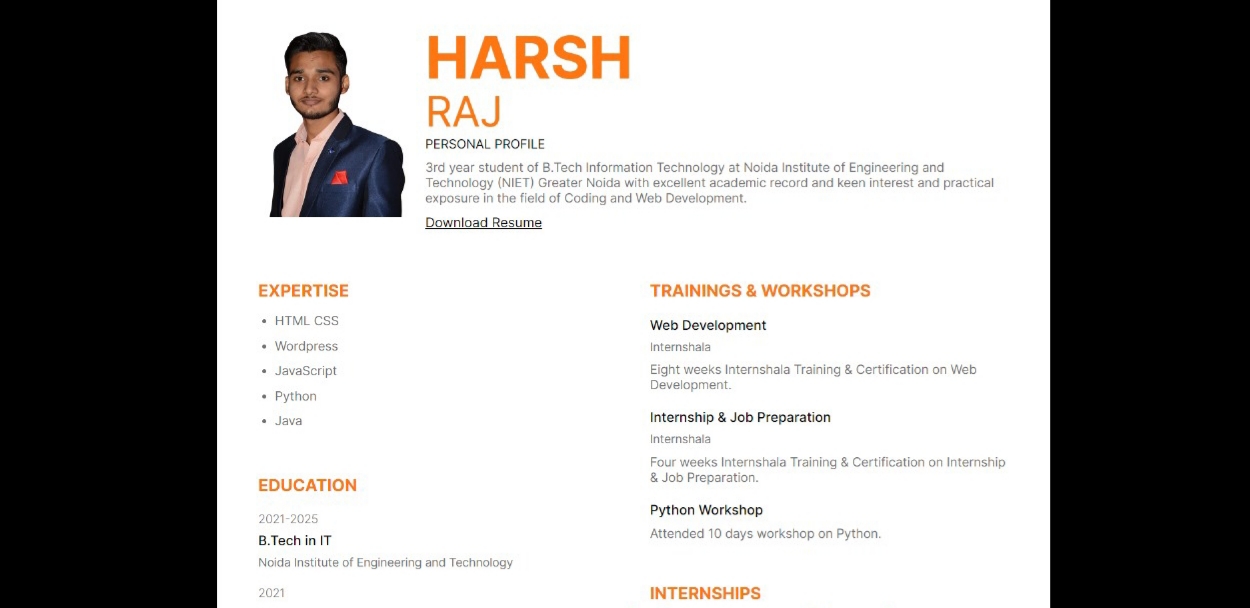 HARSH
RAJ
PERSONAL PROFILE
3rd year student of B.Tech Information Technology at Noida Institute of Engineering and
Technology (NIET) Greater Noida with excellent academic record and keen interest and practical
exposure in the field of Coding and Web Development.
Download Resume
EXPERTISE
• HTML CSS
• Wordpress
• JavaScript
• Python
• Java
EDUCATION
2021-2025
B.Tech in IT
Noida Institute of Engineering and Technology
2021
TRAININGS & WORKSHOPS
Web Development
Internshala
Eight weeks Internshala Training & Certification on Web
Development.
Internship & Job Preparation
Internshala
Four weeks Internshala Training & Certification on Internship
& Job Preparation.
Python Workshop
Attended 10 days workshop on Python.
INTERNSHIPS